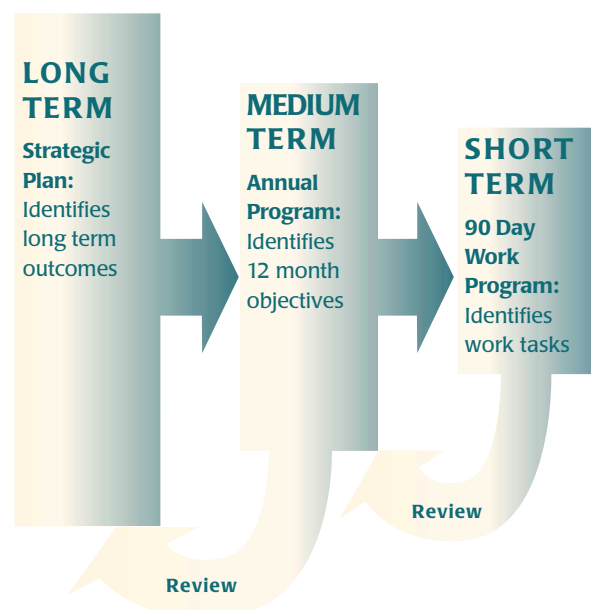 LONG
TERM
Strategic
Plan:
Identifies
long term
outcomes
MEDIUM
TERM
Annual
Program:
Identifies
12 month
objectives
SHORT
TERM
90 Day
Work
Program:
Identifies
work tasks
Review
Review